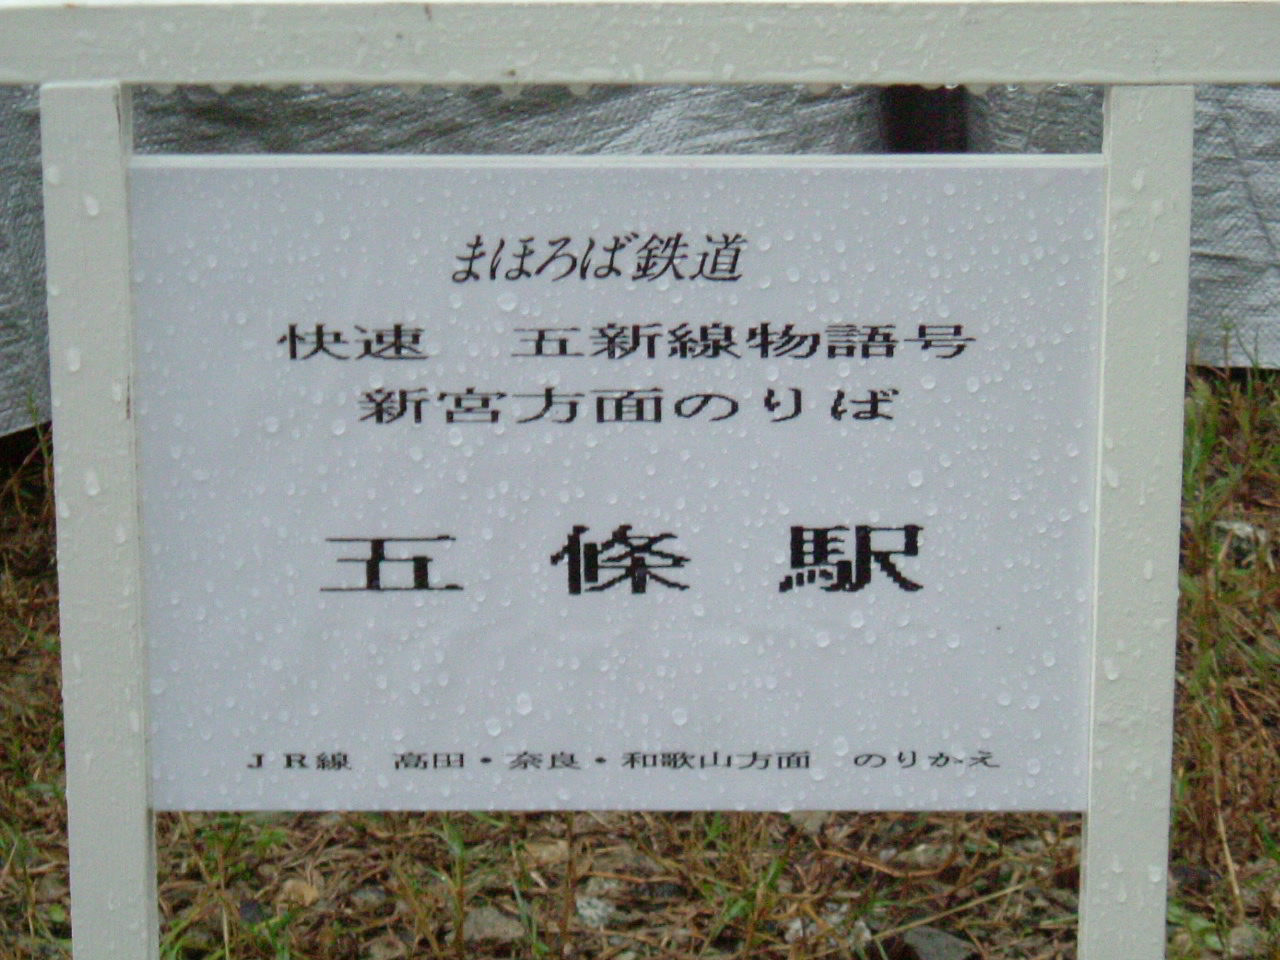 まほろば鉄道
快速　五新線物語号
新宮方面のりば
五條駅
ＪＲ線　高田・奈良・和歌山方面　のりかえ